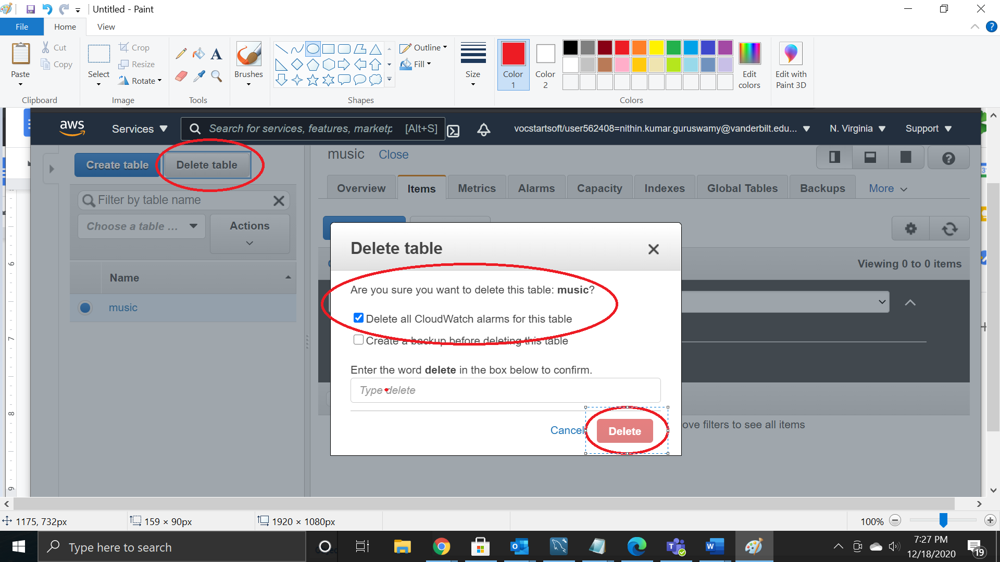 Untitled - Paint
File Home View
Paste
Cut
Copy
Clipboard
Select
Crop
Resize
Rotate
Image
Tools
Brushes
Shapes
Outline
Fill
Size
Color 1
Color 2
Edit colors
Colors
Edit with Paint 3D
aws Services Search for services, features, marketp [Alt+S] vocstartsoft/user562408=nithin.kumar.guruswamy@vanderbilt.edu... N. Virginia Support
Create table Delete table
Filter by table name
Choose a table ... Actions
Name
music
music Close
Overview Items Metrics Alarms Capacity Indexes Global Tables Backups More
Viewing 0 to 0 items
Delete table
Are you sure you want to delete this table: music?
Delete all CloudWatch alarms for this table
Create a backup before deleting this table
Enter the word delete in the box below to confirm.
Type delete
Cancel Delete
ove filters to see all items
6
7
8
9
1175, 732px 159 × 90px 1920 × 1080px 100%
Type here to search
7:27 PM
12/18/2020
19